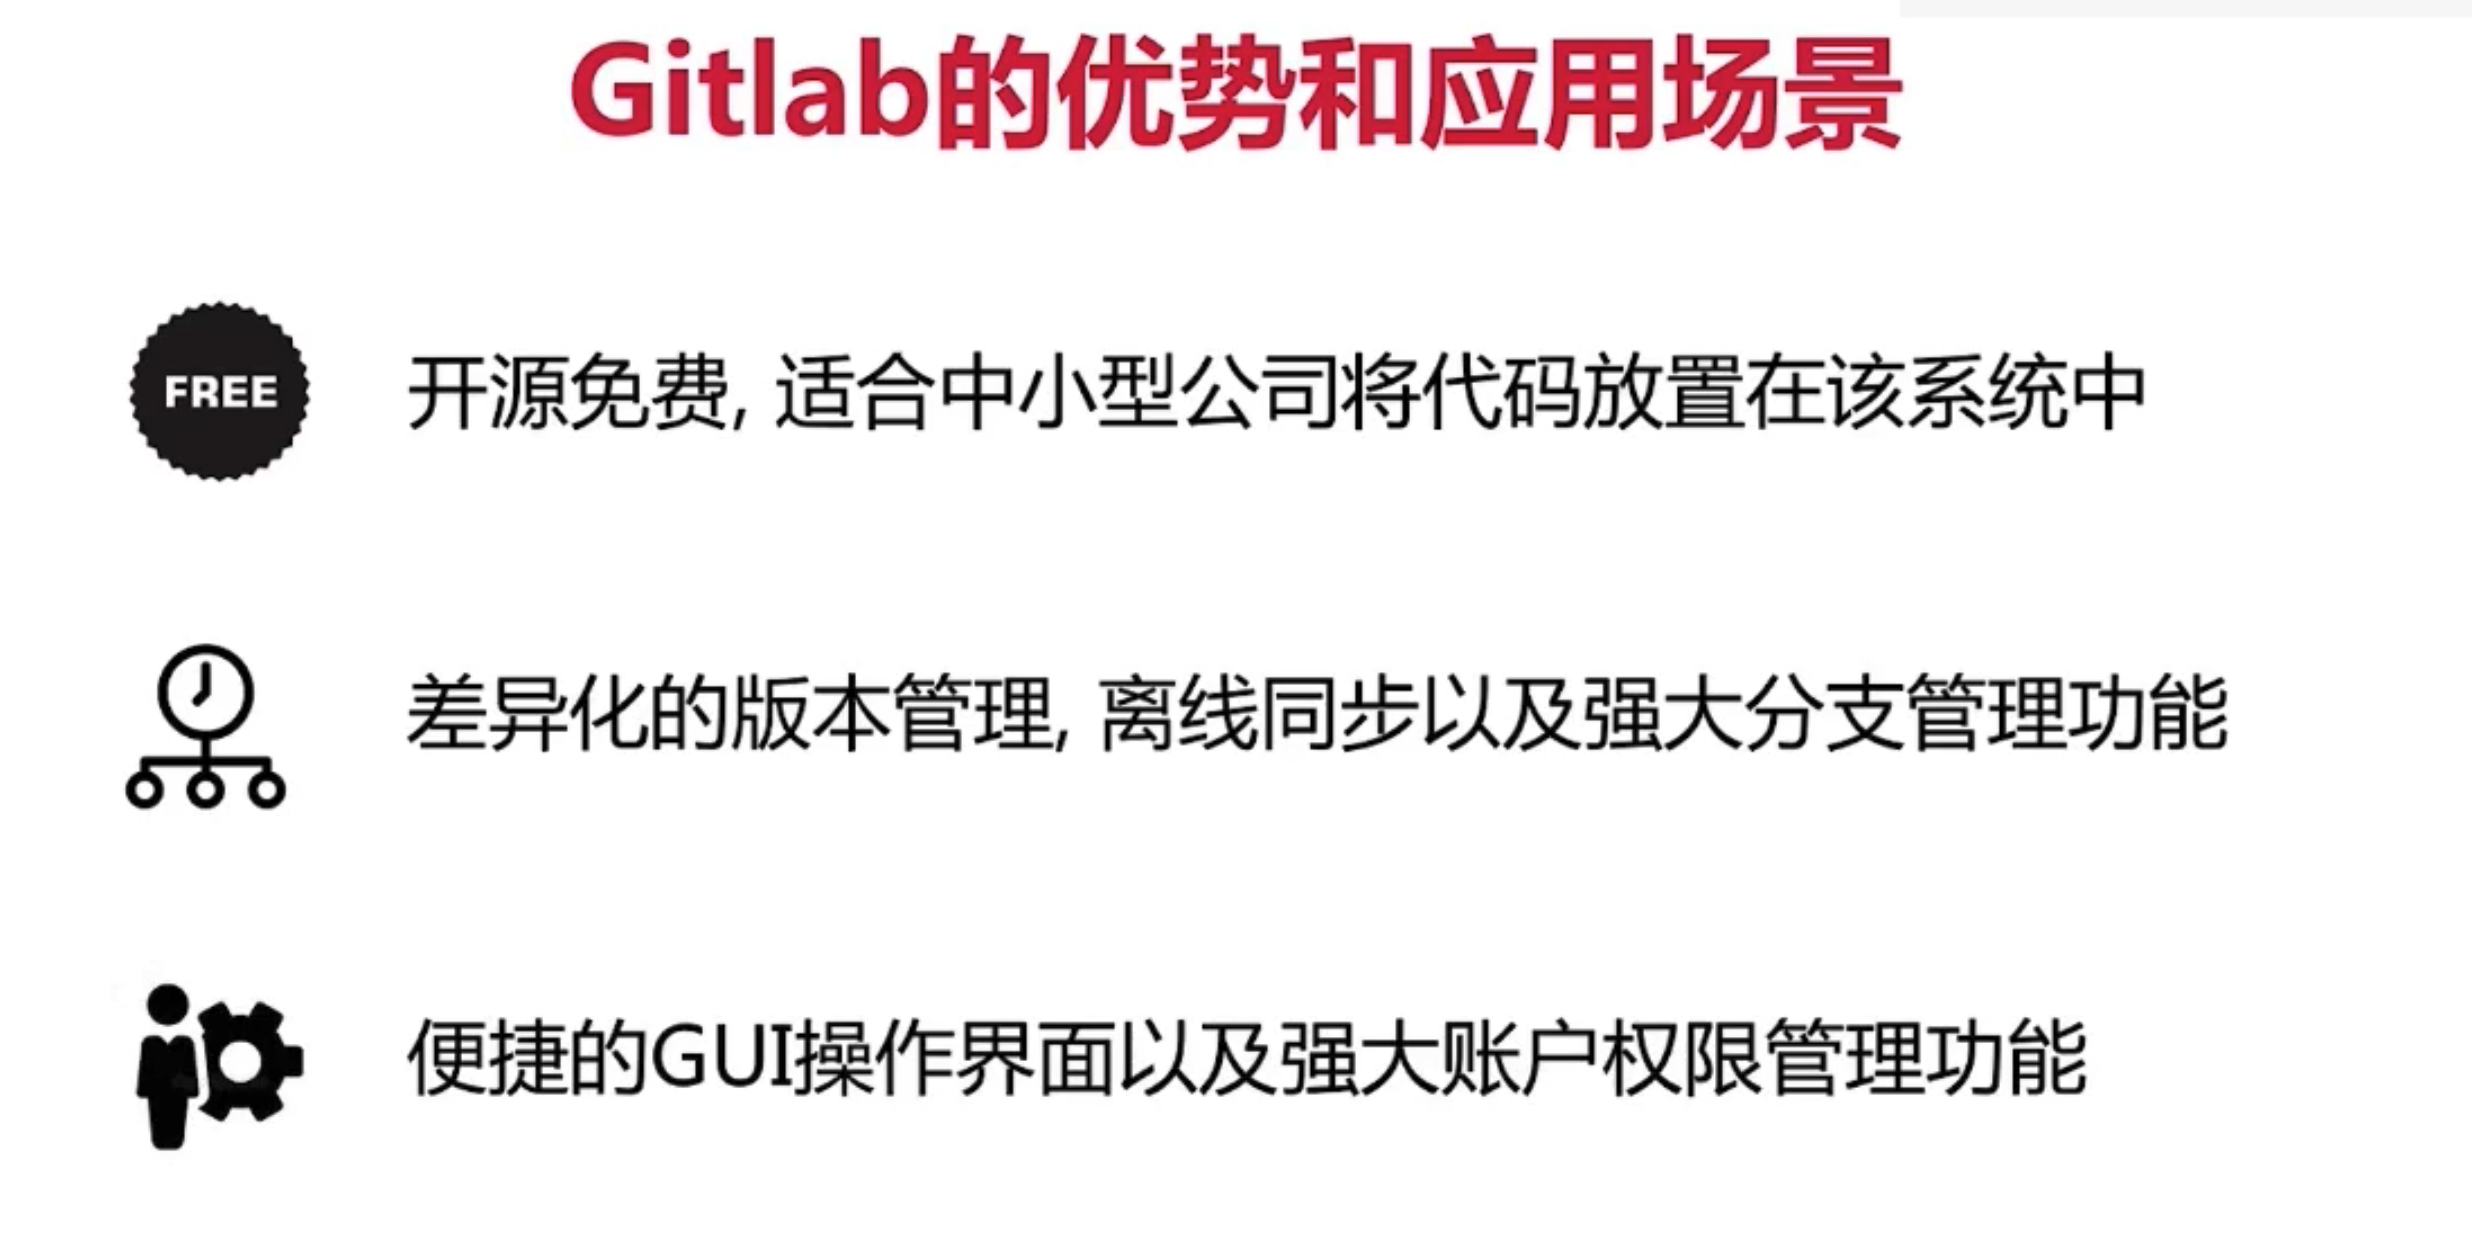 Gitlab的优势和应用场景
FREE
开源免费, 适合中小型公司将代码放置在该系统中
差异化的版本管理, 离线同步以及强大分支管理功能
便捷的GUI操作界面以及强大账户权限管理功能